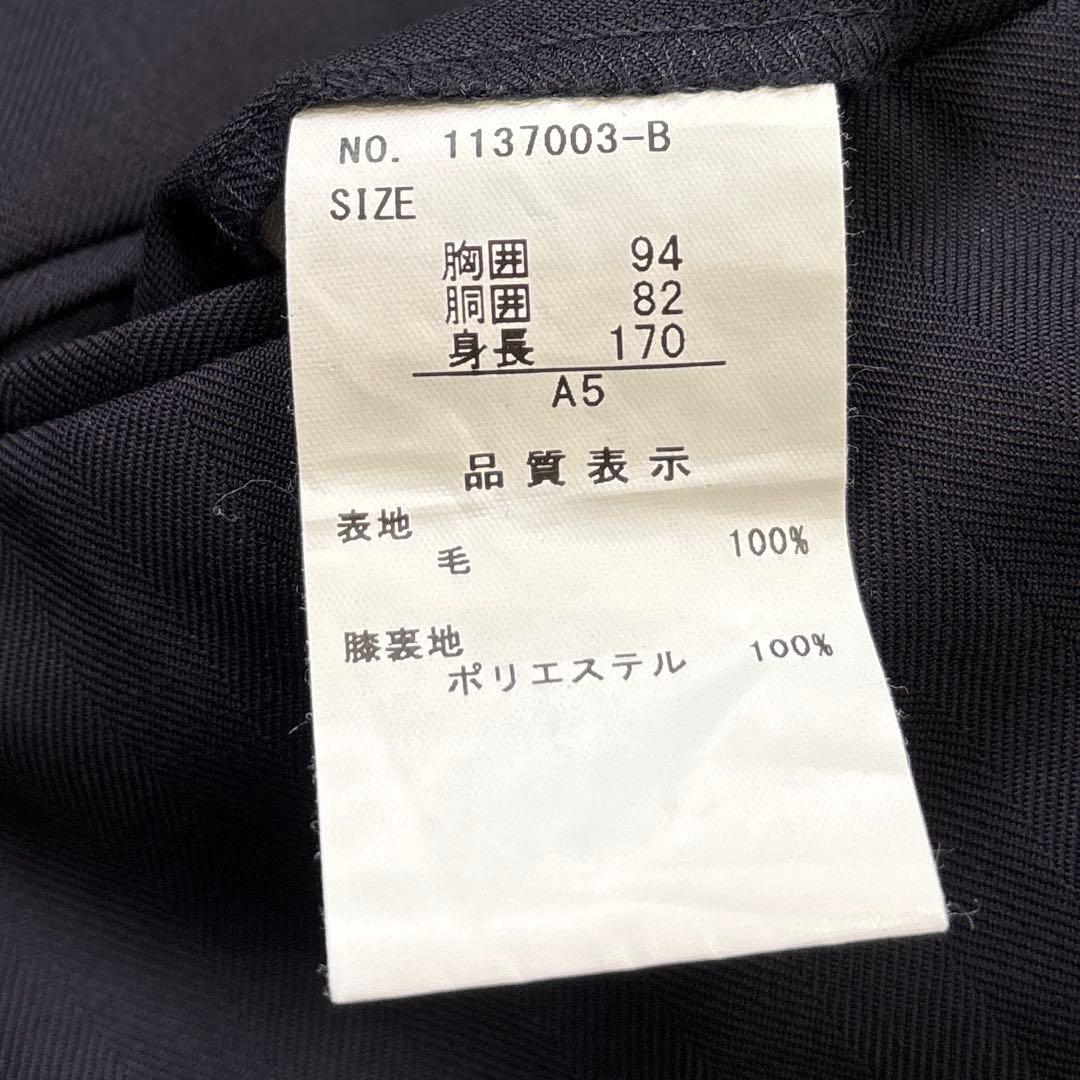 NO. 1137003-B
SIZE
胸囲 94
胴囲 82
身長 170
A5
品質表示
表地
毛 100%
膝裏地
ポリエステル 100%